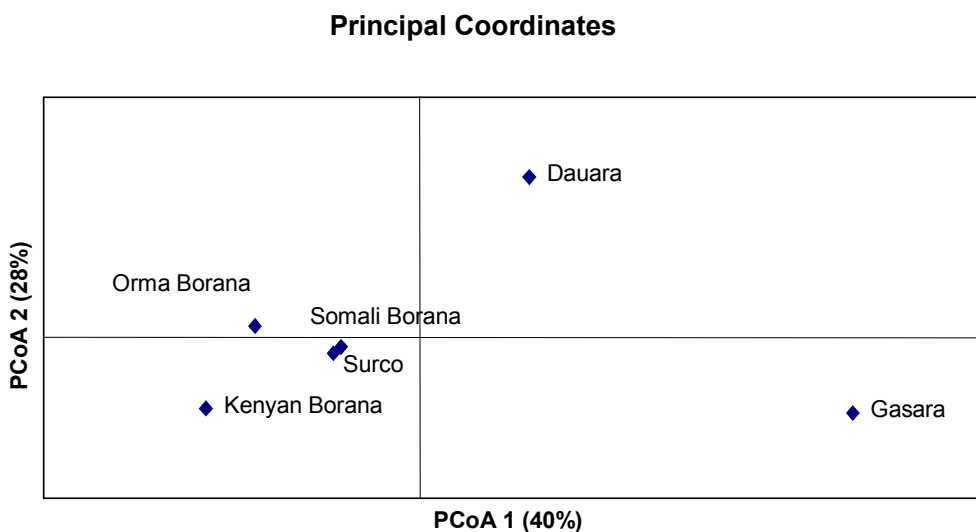 Principal Coordinates
Dauara
Orma Borana
Somali Borana
Surco
Kenyan Borana
Gasara
PCoA 2 (28%)
PCoA 1 (40%)